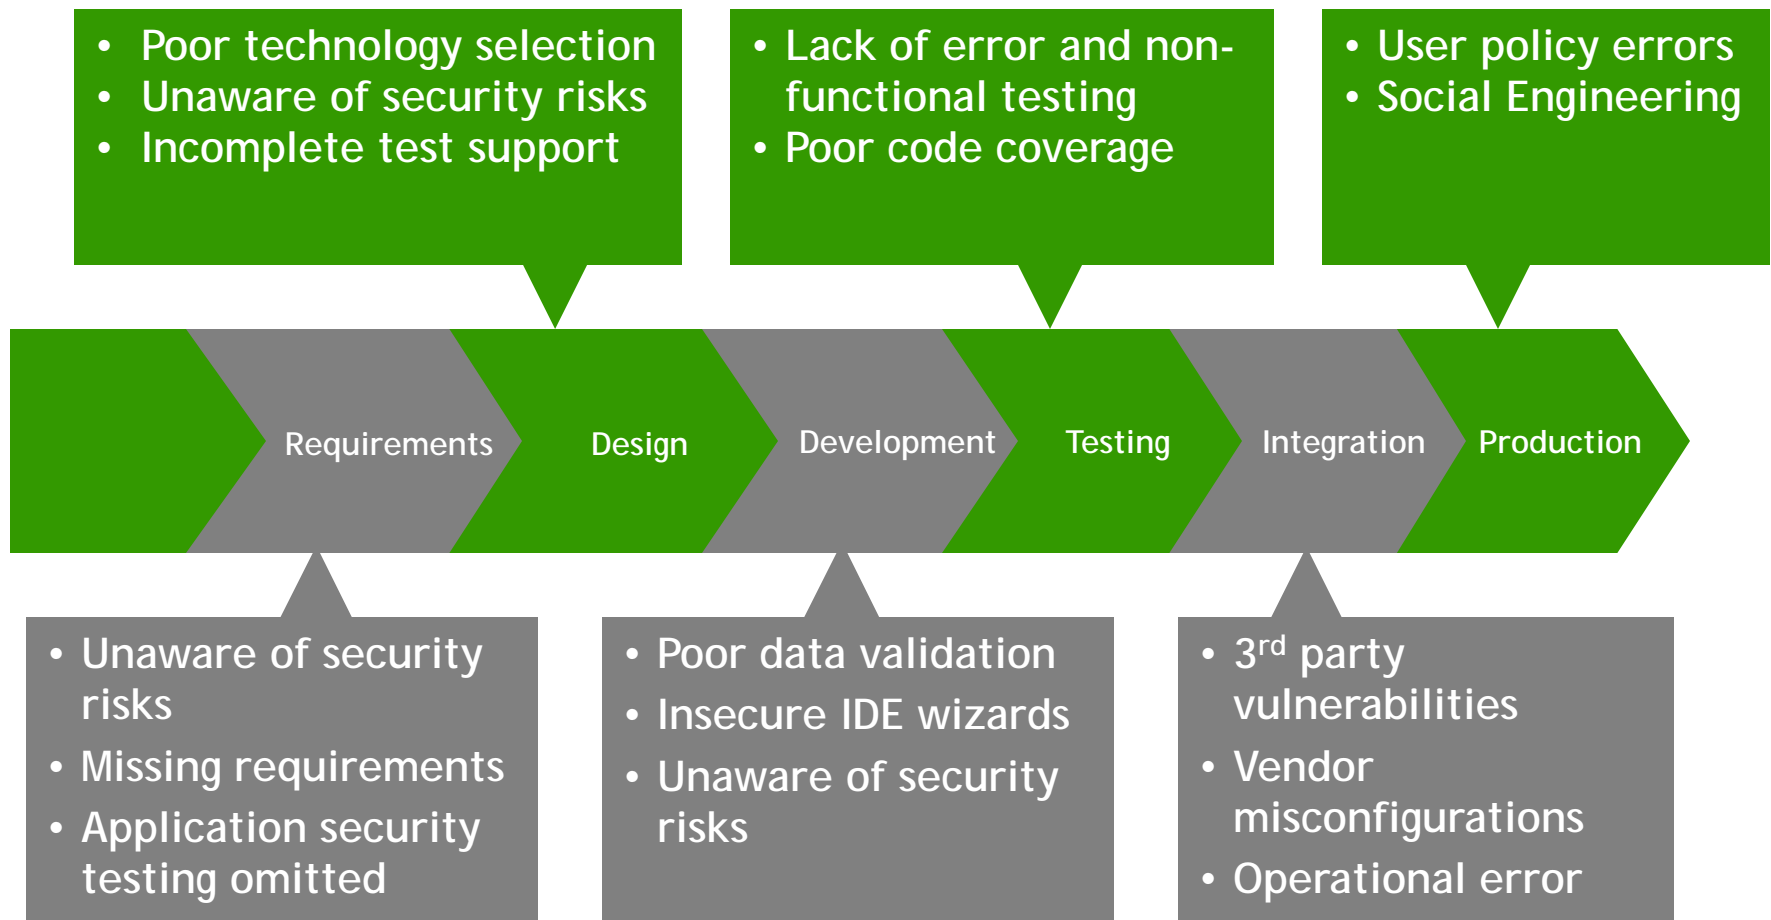 • Poor technology selection
• Unaware of security risks
• Incomplete test support
• Lack of error and non-
functional testing
• Poor code coverage
• User policy errors
• Social Engineering
Requirements
Design
Development
Testing
Integration
Production
• Unaware of security
risks
• Missing requirements
• Application security
testing omitted
• Poor data validation
• Insecure IDE wizards
• Unaware of security
risks
• 3rd party
vulnerabilities
• Vendor
misconfigurations
• Operational error